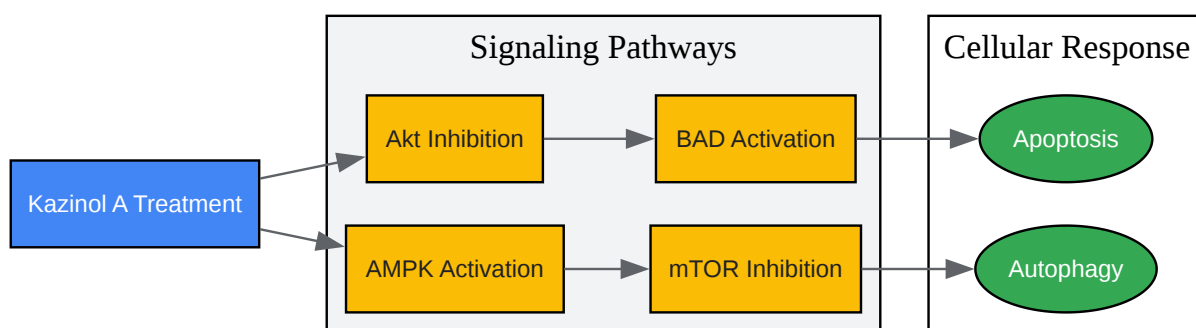 Signaling Pathways
Cellular Response
Akt Inhibition
BAD Activation
Apoptosis
Kazinol A Treatment
AMPK Activation
mTOR Inhibition
Autophagy